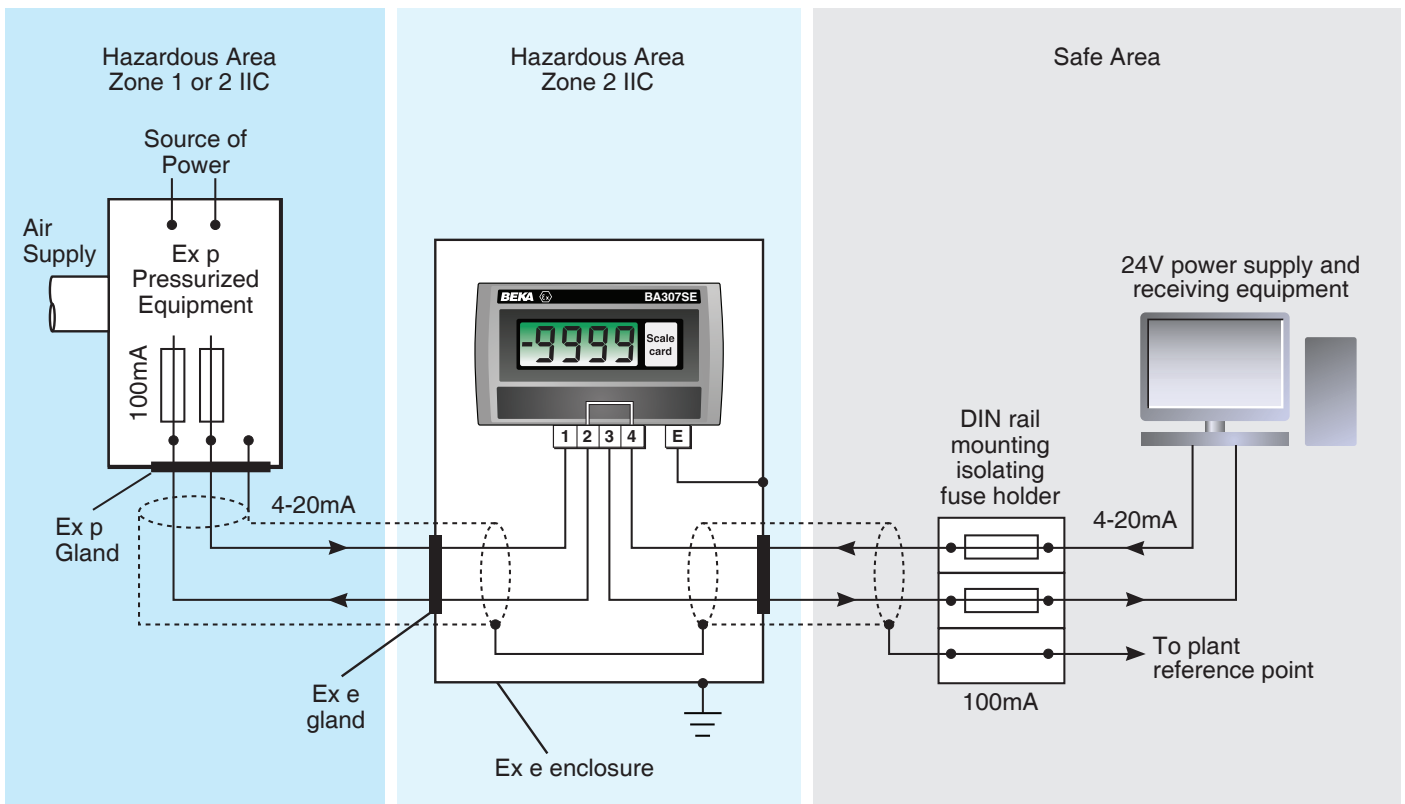 Hazardous Area
Zone 1 or 2 IIC
Source of
Power
Air
Supply
Ex p
Pressurized
Equipment
100mA
Ex p
Gland
4-20mA
Hazardous Area
Zone 2 IIC
BEKA Ex
BA307SE
-9999
Scale
card
1 2 3 4 E
Ex e
gland
Ex e enclosure
Safe Area
24V power supply and
receiving equipment
DIN rail
mounting
isolating
fuse holder
4-20mA
To plant
reference point
100mA